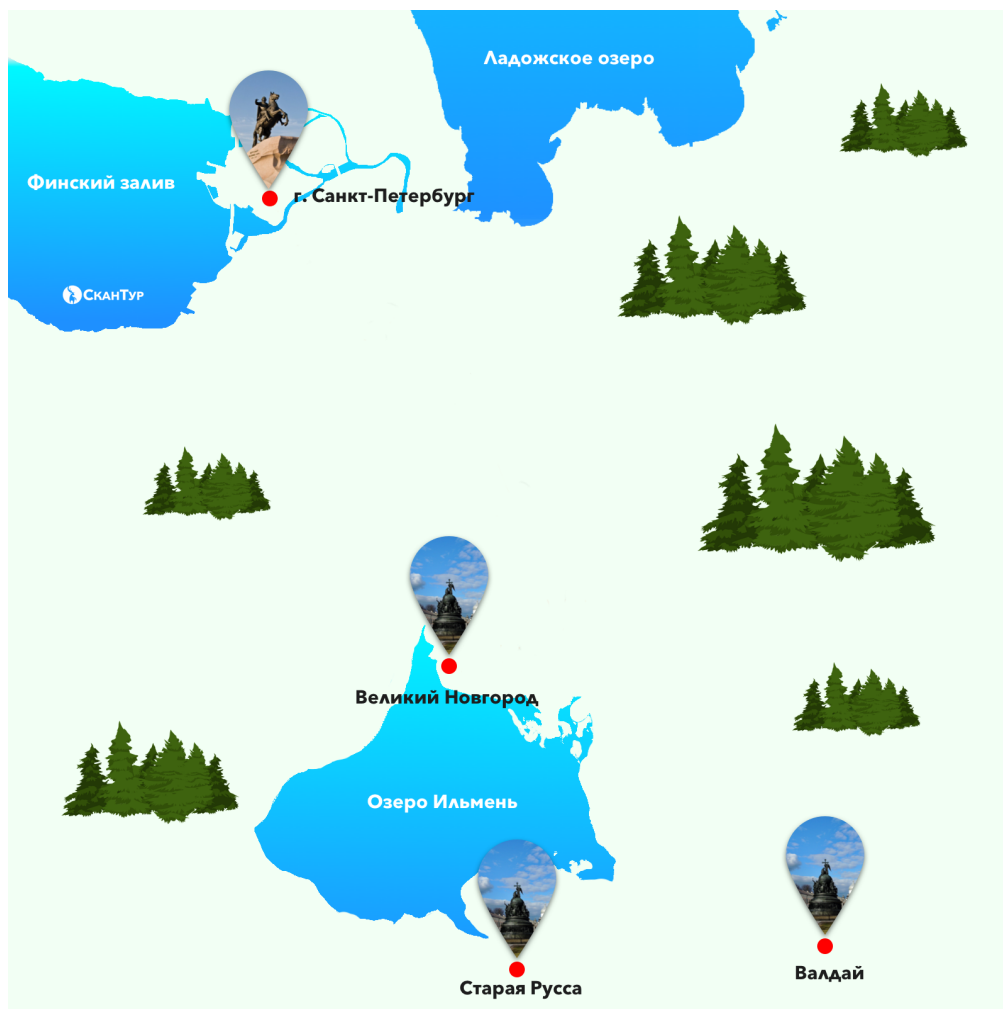 Ладожское озеро
Финский залив
г. Санкт-Петербург
СканТур
Великий Новгород
Озеро Ильмень
Валдай
Старая Русса